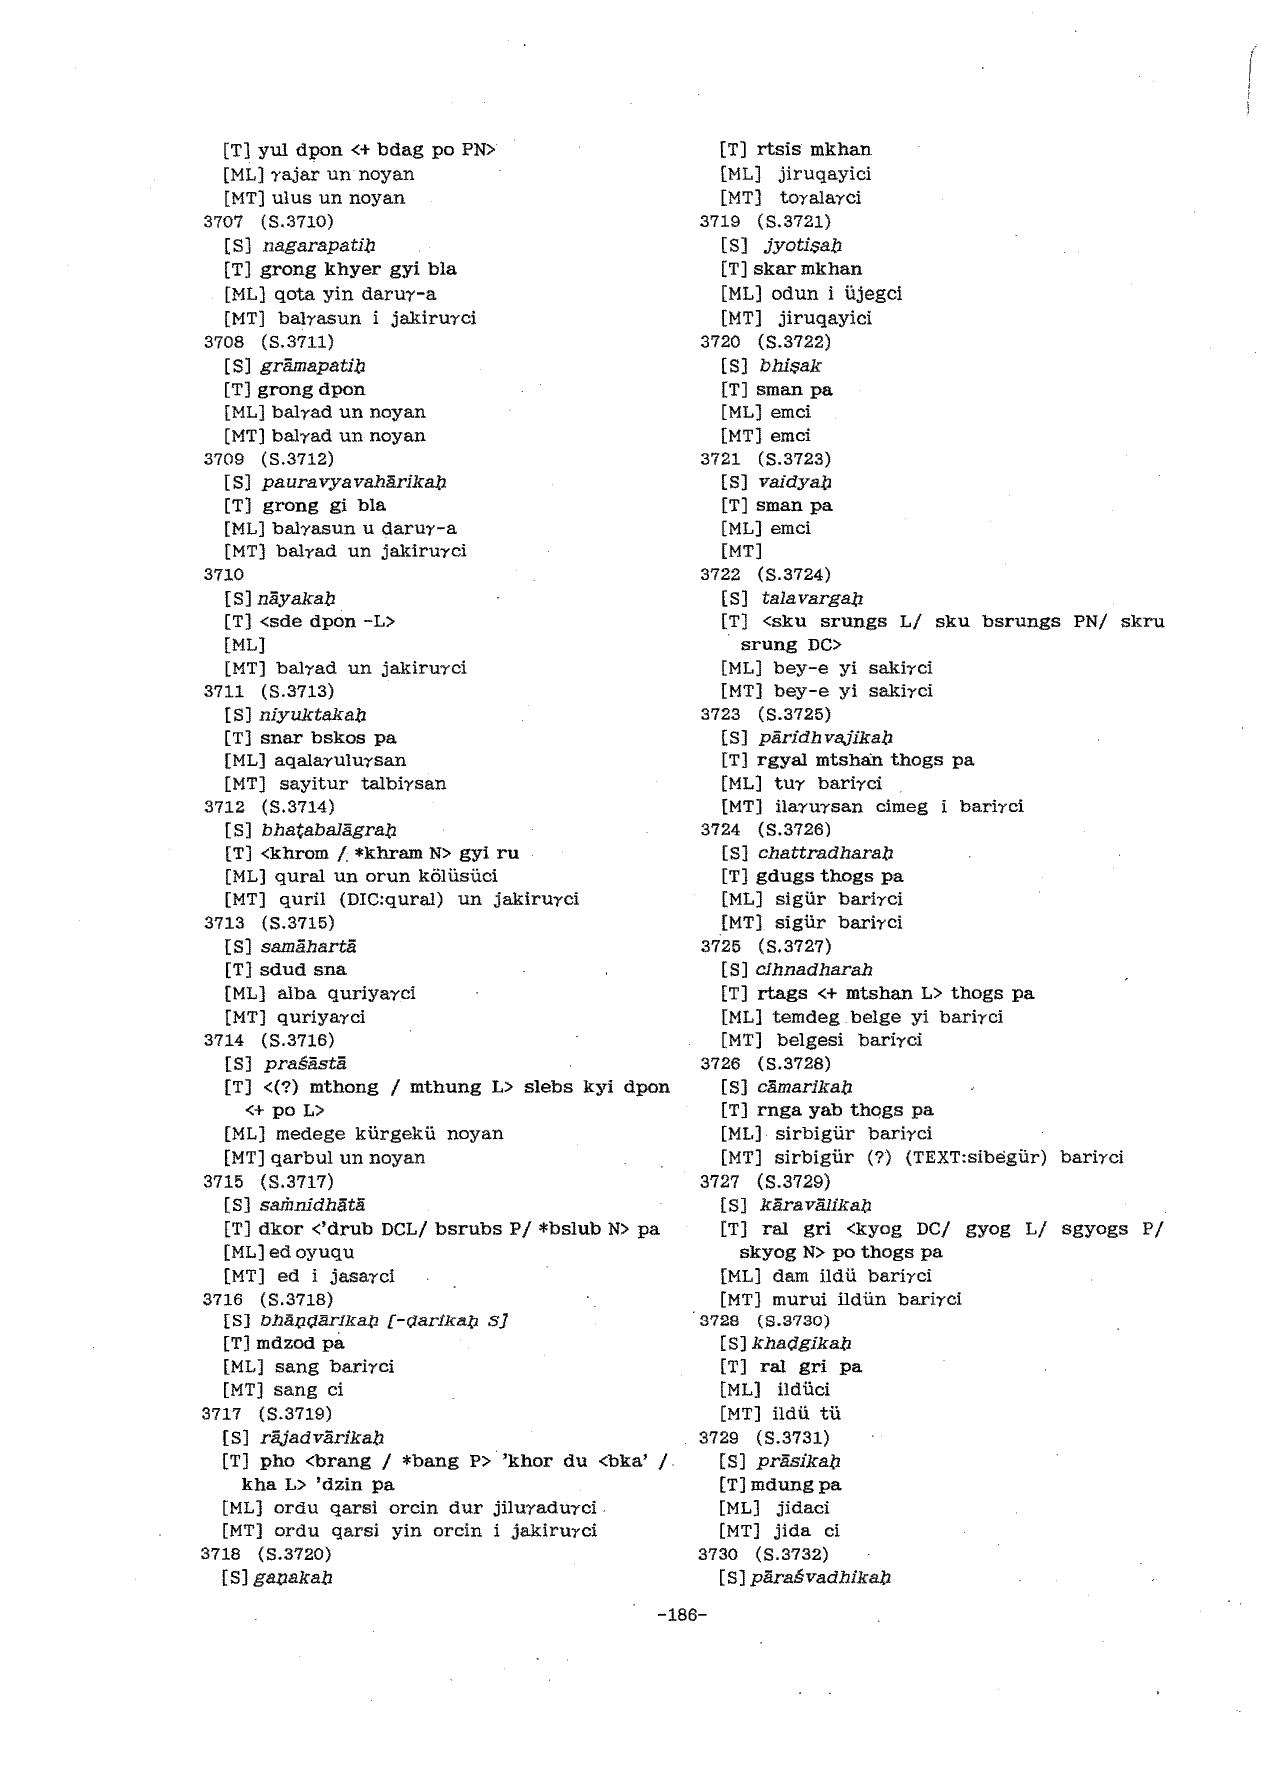 [T] yul dpon <+ bdag po PN>
[ML] γajar un noyan
[MT] ulus un noyan
3707 (S.3710)
[S] nagarapatiḥ
[T] grong khyer gyi bla
[ML] qota yin daruγ-a
[MT] balγasun i jakiruγci
3708 (S.3711)
[S] grāmapatiḥ
[T] grong dpon
[ML] balγad un noyan
[MT] balγad un noyan
3709 (S.3712)
[S] pauravyavahārikaḥ
[T] grong gi bla
[ML] balγasun u daruγ-a
[MT] balγad un jakiruγci
3710
[S] nāyakaḥ
[T] <sde dpon -L>
[ML]
[MT] balγad un jakiruγci
3711 (S.3713)
[S] niyuktakaḥ
[T] snar bskos pa
[ML] aqalaγuluγsan
[MT] sayitur talbiγsan
3712 (S.3714)
[S] bhaṭabalāgraḥ
[T] <khrom / *khram N> gyi ru
[ML] qural un orun kölüsüci
[MT] quril (DIC:qural) un jakiruγci
3713 (S.3715)
[S] samāhartā
[T] sdud sna
[ML] alba quriyaγci
[MT] quriyaγci
3714 (S.3716)
[S] praśāstā
[T] <(?) mthong / mthung L> slebs kyi dpon
<+ po L>
[ML] medege kürgekü noyan
[MT] qarbul un noyan
3715 (S.3717)
[S] saṁnidhātā
[T] dkor <'drub DCL/ bsrubs P/ *bslub N> pa
[ML] ed oyuqu
[MT] ed i jasaγci
3716 (S.3718)
[S] bhāṇḍārikaḥ [-ḍarikaḥ S]
[T] mdzod pa
[ML] sang bariγci
[MT] sang ci
3717 (S.3719)
[S] rājadvārikaḥ
[T] pho <brang / *bang P> 'khor du <bka' /
kha L> 'dzin pa
[ML] ordu qarsi orcin dur jiluγaduγci
[MT] ordu qarsi yin orcin i jakiruγci
3718 (S.3720)
[S] gaṇakaḥ
[T] rtsis mkhan
[ML] jiruqayici
[MT] toγalaγci
3719 (S.3721)
[S] jyotiṣaḥ
[T] skar mkhan
[ML] odun i üjegci
[MT] jiruqayici
3720 (S.3722)
[S] bhiṣak
[T] sman pa
[ML] emci
[MT] emci
3721 (S.3723)
[S] vaidyaḥ
[T] sman pa
[ML] emci
[MT]
3722 (S.3724)
[S] talavargaḥ
[T] <sku srungs L/ sku bsrungs PN/ skru
srung DC>
[ML] bey-e yi sakiγci
[MT] bey-e yi sakiγci
3723 (S.3725)
[S] pāridhvajikaḥ
[T] rgyal mtshan thogs pa
[ML] tuγ bariγci
[MT] ilaγuγsan cimeg i bariγci
3724 (S.3726)
[S] chattradharaḥ
[T] gdugs thogs pa
[ML] sigür bariγci
[MT] sigür bariγci
3725 (S.3727)
[S] cihnadharah
[T] rtags <+ mtshan L> thogs pa
[ML] temdeg belge yi bariγci
[MT] belgesi bariγci
3726 (S.3728)
[S] cāmarikaḥ
[T] rnga yab thogs pa
[ML] sirbigür bariγci
[MT] sirbigür (?) (TEXT:sibegür) bariγci
3727 (S.3729)
[S] kāravālikaḥ
[T] ral gri <kyog DC/ gyog L/ sgyogs P/
skyog N> po thogs pa
[ML] dam ildü bariγci
[MT] murui ildün bariγci
3728 (S.3730)
[S] khaḍgikaḥ
[T] ral gri pa
[ML] ildüci
[MT] ildü tü
3729 (S.3731)
[S] prāsikaḥ
[T] mdung pa
[ML] jidaci
[MT] jida ci
3730 (S.3732)
[S] pāraśvadhikaḥ
-186-